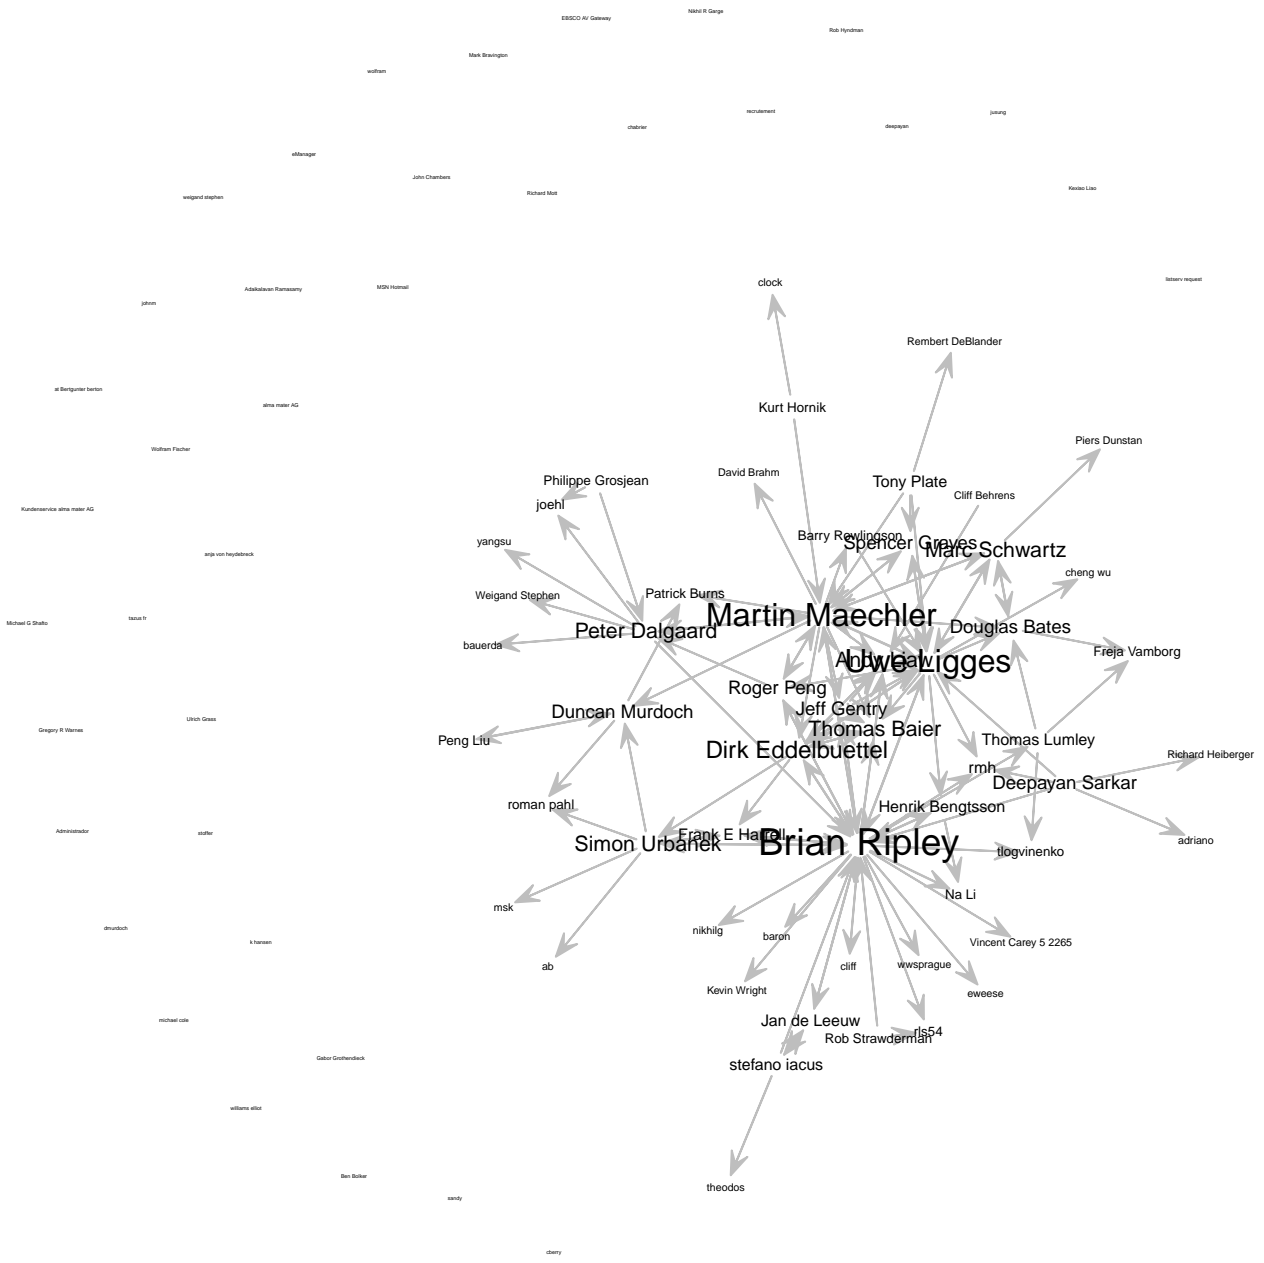 Nikhil R Garge
EBSCO AV Gateway
Rob Hyndman
Mark Bravington
wolfram
recrutement
jusung
chabrier
deepayan
eManager
John Chambers
Kexiao Liao
Richard Mott
weigand stephen
listserv request
clock
MSN Hotmail
Adaikalavan Ramasamy
johnm
Rembert DeBlander
at Bertgunter berton
alma mater AG
Kurt Hornik
Piers Dunstan
Wolfram Fischer
David Brahm
Philippe Grosjean
Tony Plate
Cliff Behrens
joehl
Kundenservice alma mater AG
Barry Rowlingson
yangsu
Spencer Graves
Marc Schwartz
anja von heydebreck
cheng wu
Patrick Burns
Weigand Stephen
Martin Maechler
tazus fr
Michael G Shafto
Douglas Bates
Peter Dalgaard
bauerda
Freja Vamborg
Andy Liaw
Uwe Ligges
Roger Peng
Jeff Gentry
Duncan Murdoch
Ulrich Grass
Thomas Baier
Gregory R Warnes
Peng Liu
Thomas Lumley
Dirk Eddelbuettel
Richard Heiberger
rmh
Deepayan Sarkar
roman pahl
Henrik Bengtsson
Administrador
stoffer
Frank E Harrell
Simon Urbanek
Brian Ripley
adriano
tlogvinenko
Na Li
msk
dmurdoch
nikhilg
baron
k hansen
Vincent Carey 5 2265
ab
cliff
wwsprague
Kevin Wright
eweese
michael cole
Jan de Leeuw
rls54
Rob Strawderman
Gabor Grothendieck
stefano iacus
williams elliot
Ben Bolker
theodos
sandy
cberry